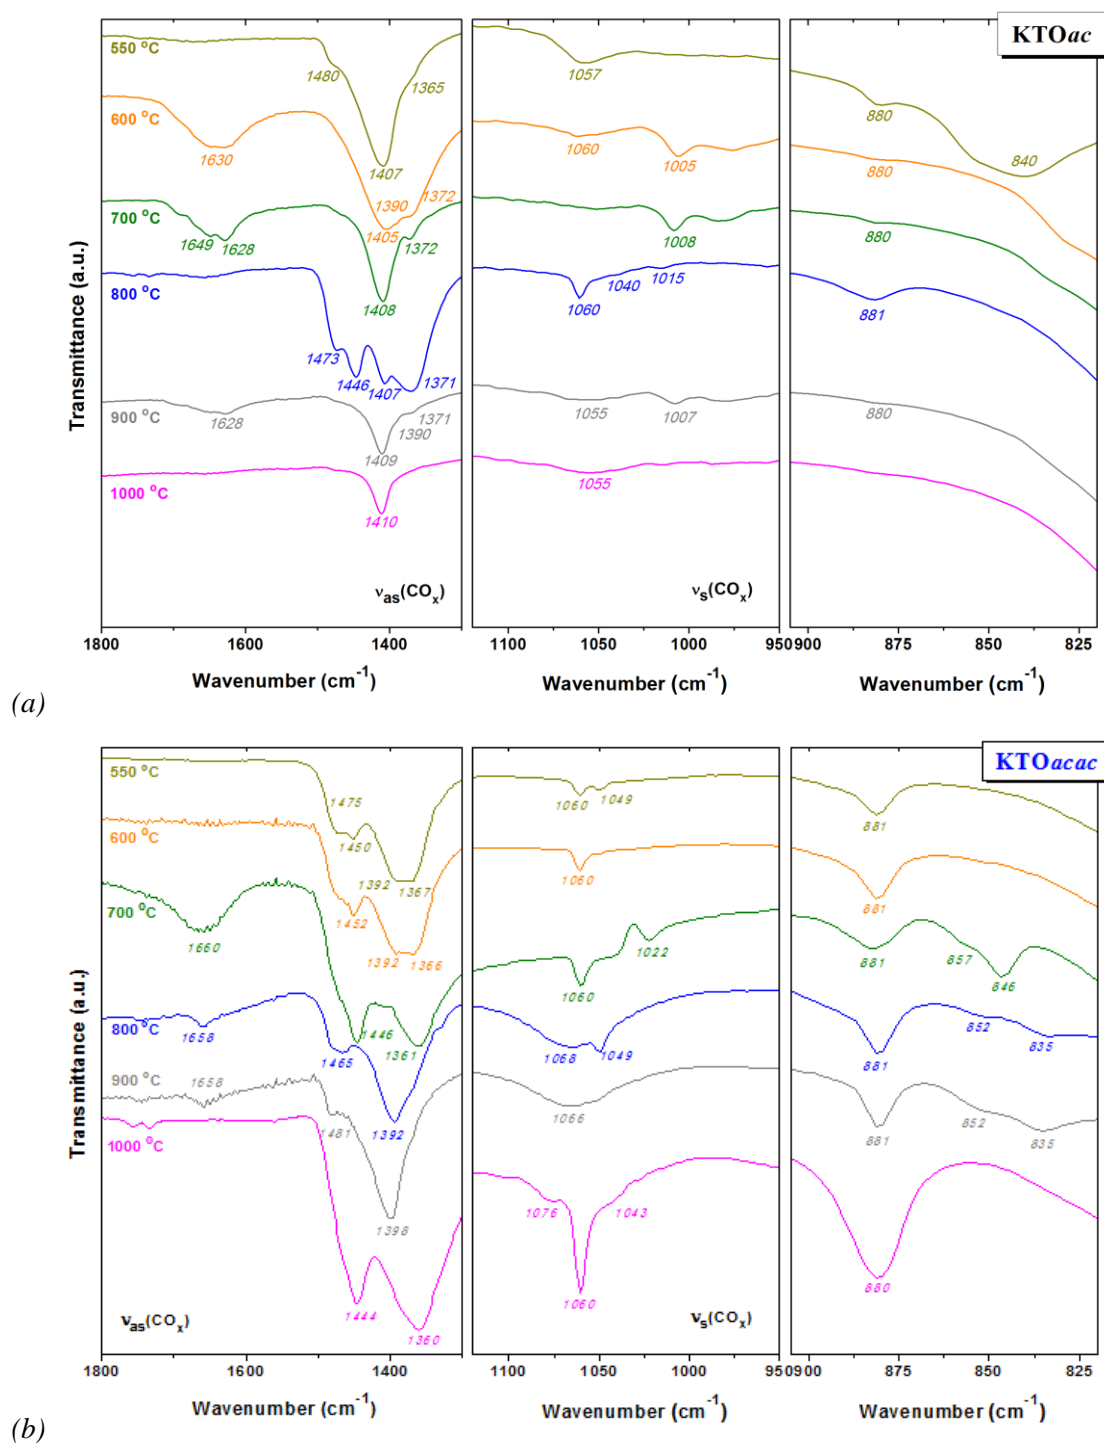 KTOac
550 °C
1480
1365
1407
600 °C
1630
1390
1372
1405
700 °C
1649
1628
1372
1408
800 °C
1473
1446
1407
1371
900 °C
1628
1371
1390
1409
1000 °C
1410
νas(COx)
1057
1060
1005
1008
1060
1040
1015
1055
1007
1055
νs(COx)
880
840
880
880
881
880
Transmittance (a.u.)
1800 1600 1400
1100 1050 1000 950
900 875 850 825
Wavenumber (cm-1)
Wavenumber (cm-1)
Wavenumber (cm-1)
(a)
KTOacac
550 °C
1475
1450
1392
1367
600 °C
1452
1392
1366
700 °C
1660
1446
1361
800 °C
1658
1465
1392
900 °C
1658
1481
1398
1000 °C
1444
1360
νas(COx)
1060
1049
1060
1060
1022
1068
1049
1066
1076
1043
1060
νs(COx)
881
881
881
857
846
881
852
835
881
852
835
880
Transmittance (a.u.)
1800 1600 1400
1100 1050 1000 950
900 875 850 825
Wavenumber (cm-1)
Wavenumber (cm-1)
Wavenumber (cm-1)
(b)